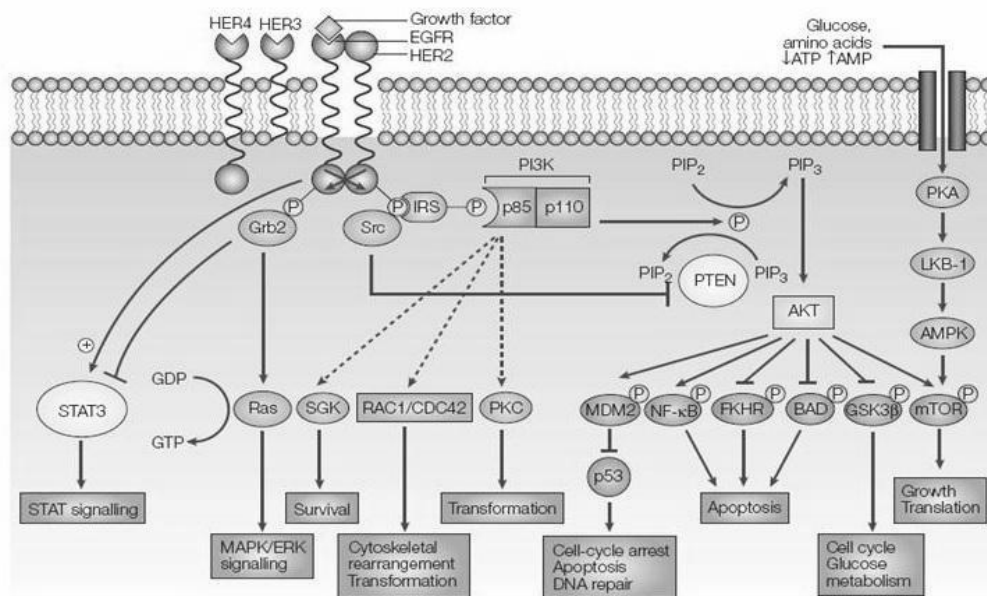 HER4 HER3
Growth factor
EGFR
HER2
Glucose,
amino acids
↓ATP ↑AMP
PI3K
PIP2 PIP3
P
P IRS P p85 p110 P
PKA
Grb2
Src
PIP2 PTEN PIP3
LKB-1
AKT
AMPK
+
GDP
P P P P P P
STAT3
Ras SGK RAC1/CDC42 PKC
MDM2 NF-κB FKHR BAD GSK3β mTOR
GTP
p53
STAT signalling
Survival
Transformation
Apoptosis
Growth
Translation
MAPK/ERK
signalling
Cytoskeletal
rearrangement
Transformation
Cell-cycle arrest
Apoptosis
DNA repair
Cell cycle
Glucose
metabolism